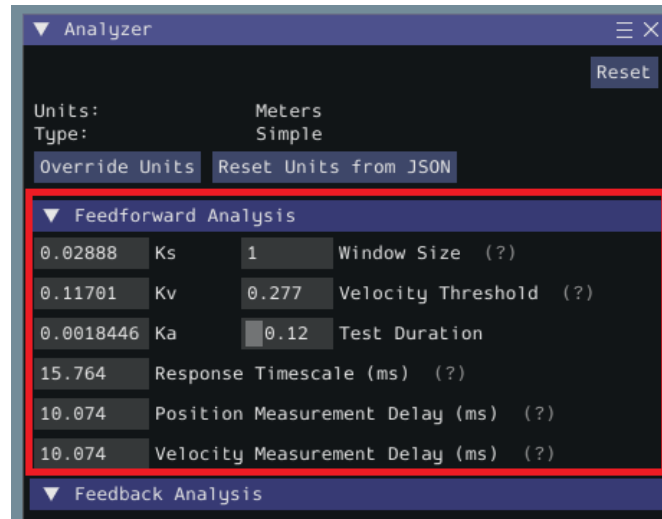 ▼ Analyzer ☰ ✕
Reset
Units: Meters
Type: Simple
Override Units Reset Units from JSON
▼ Feedforward Analysis
0.02888 Ks 1 Window Size (?)
0.11701 Kv 0.277 Velocity Threshold (?)
0.0018446 Ka 0.12 Test Duration
15.764 Response Timescale (ms) (?)
10.074 Position Measurement Delay (ms) (?)
10.074 Velocity Measurement Delay (ms) (?)
▼ Feedback Analysis